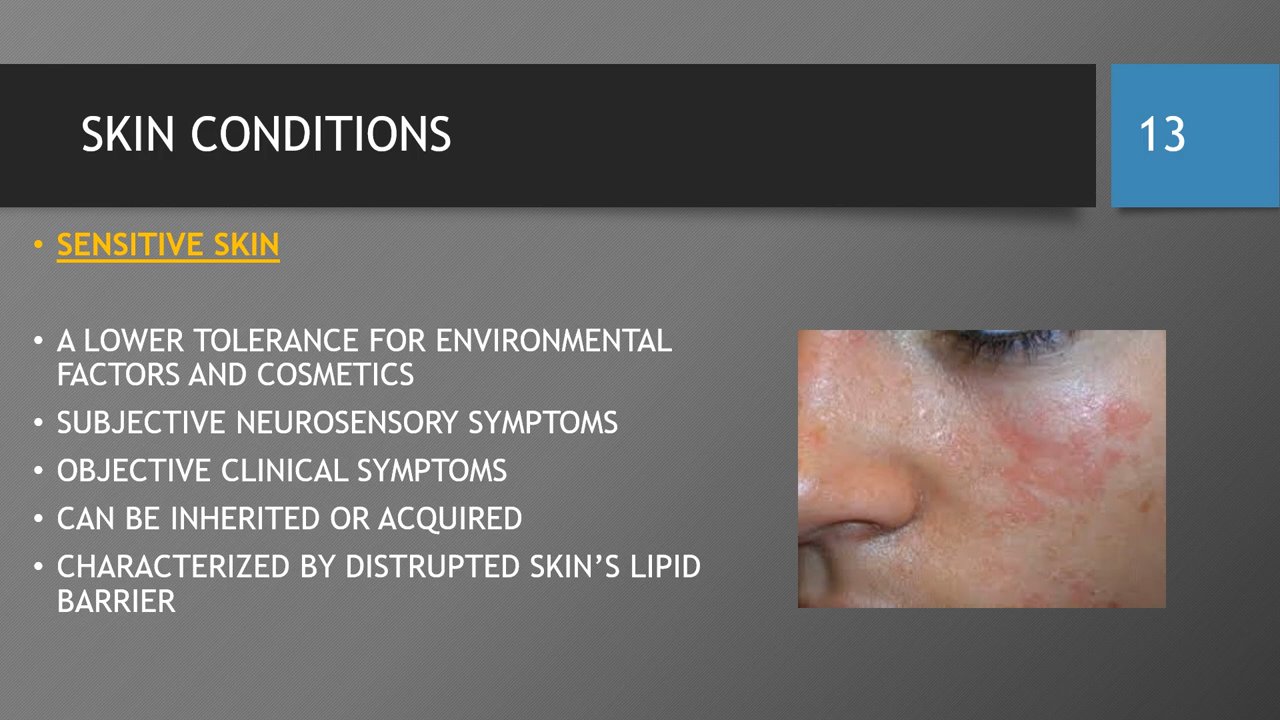 SKIN CONDITIONS
13
• SENSITIVE SKIN
• A LOWER TOLERANCE FOR ENVIRONMENTAL
FACTORS AND COSMETICS
• SUBJECTIVE NEUROSENSORY SYMPTOMS
• OBJECTIVE CLINICAL SYMPTOMS
• CAN BE INHERITED OR ACQUIRED
• CHARACTERIZED BY DISTRUPTED SKIN’S LIPID
BARRIER